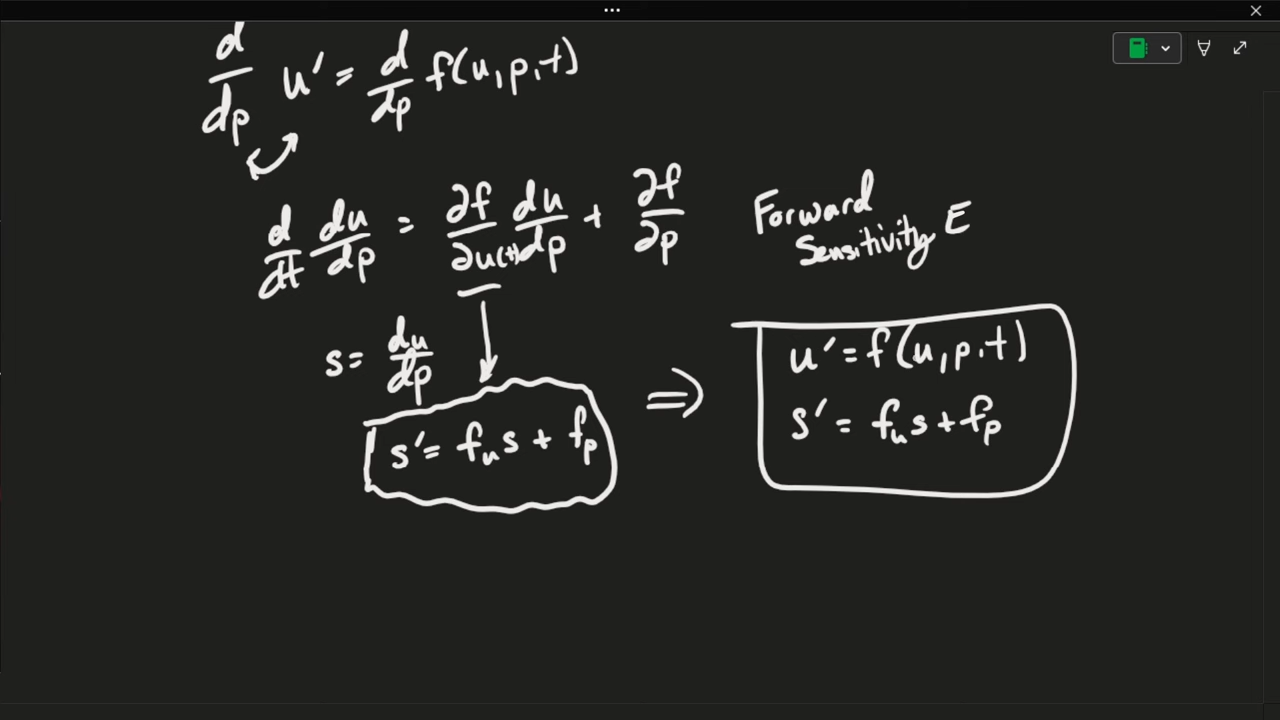 d/dp u' = d/dp f(u, p, t)
d/dt du/dp = ∂f/∂u(t) du/dp + ∂f/∂p
Forward
Sensitivity E
s = du/dp
s' = f_u s + f_p
⇒
u' = f(u, p, t)
s' = f_u s + f_p